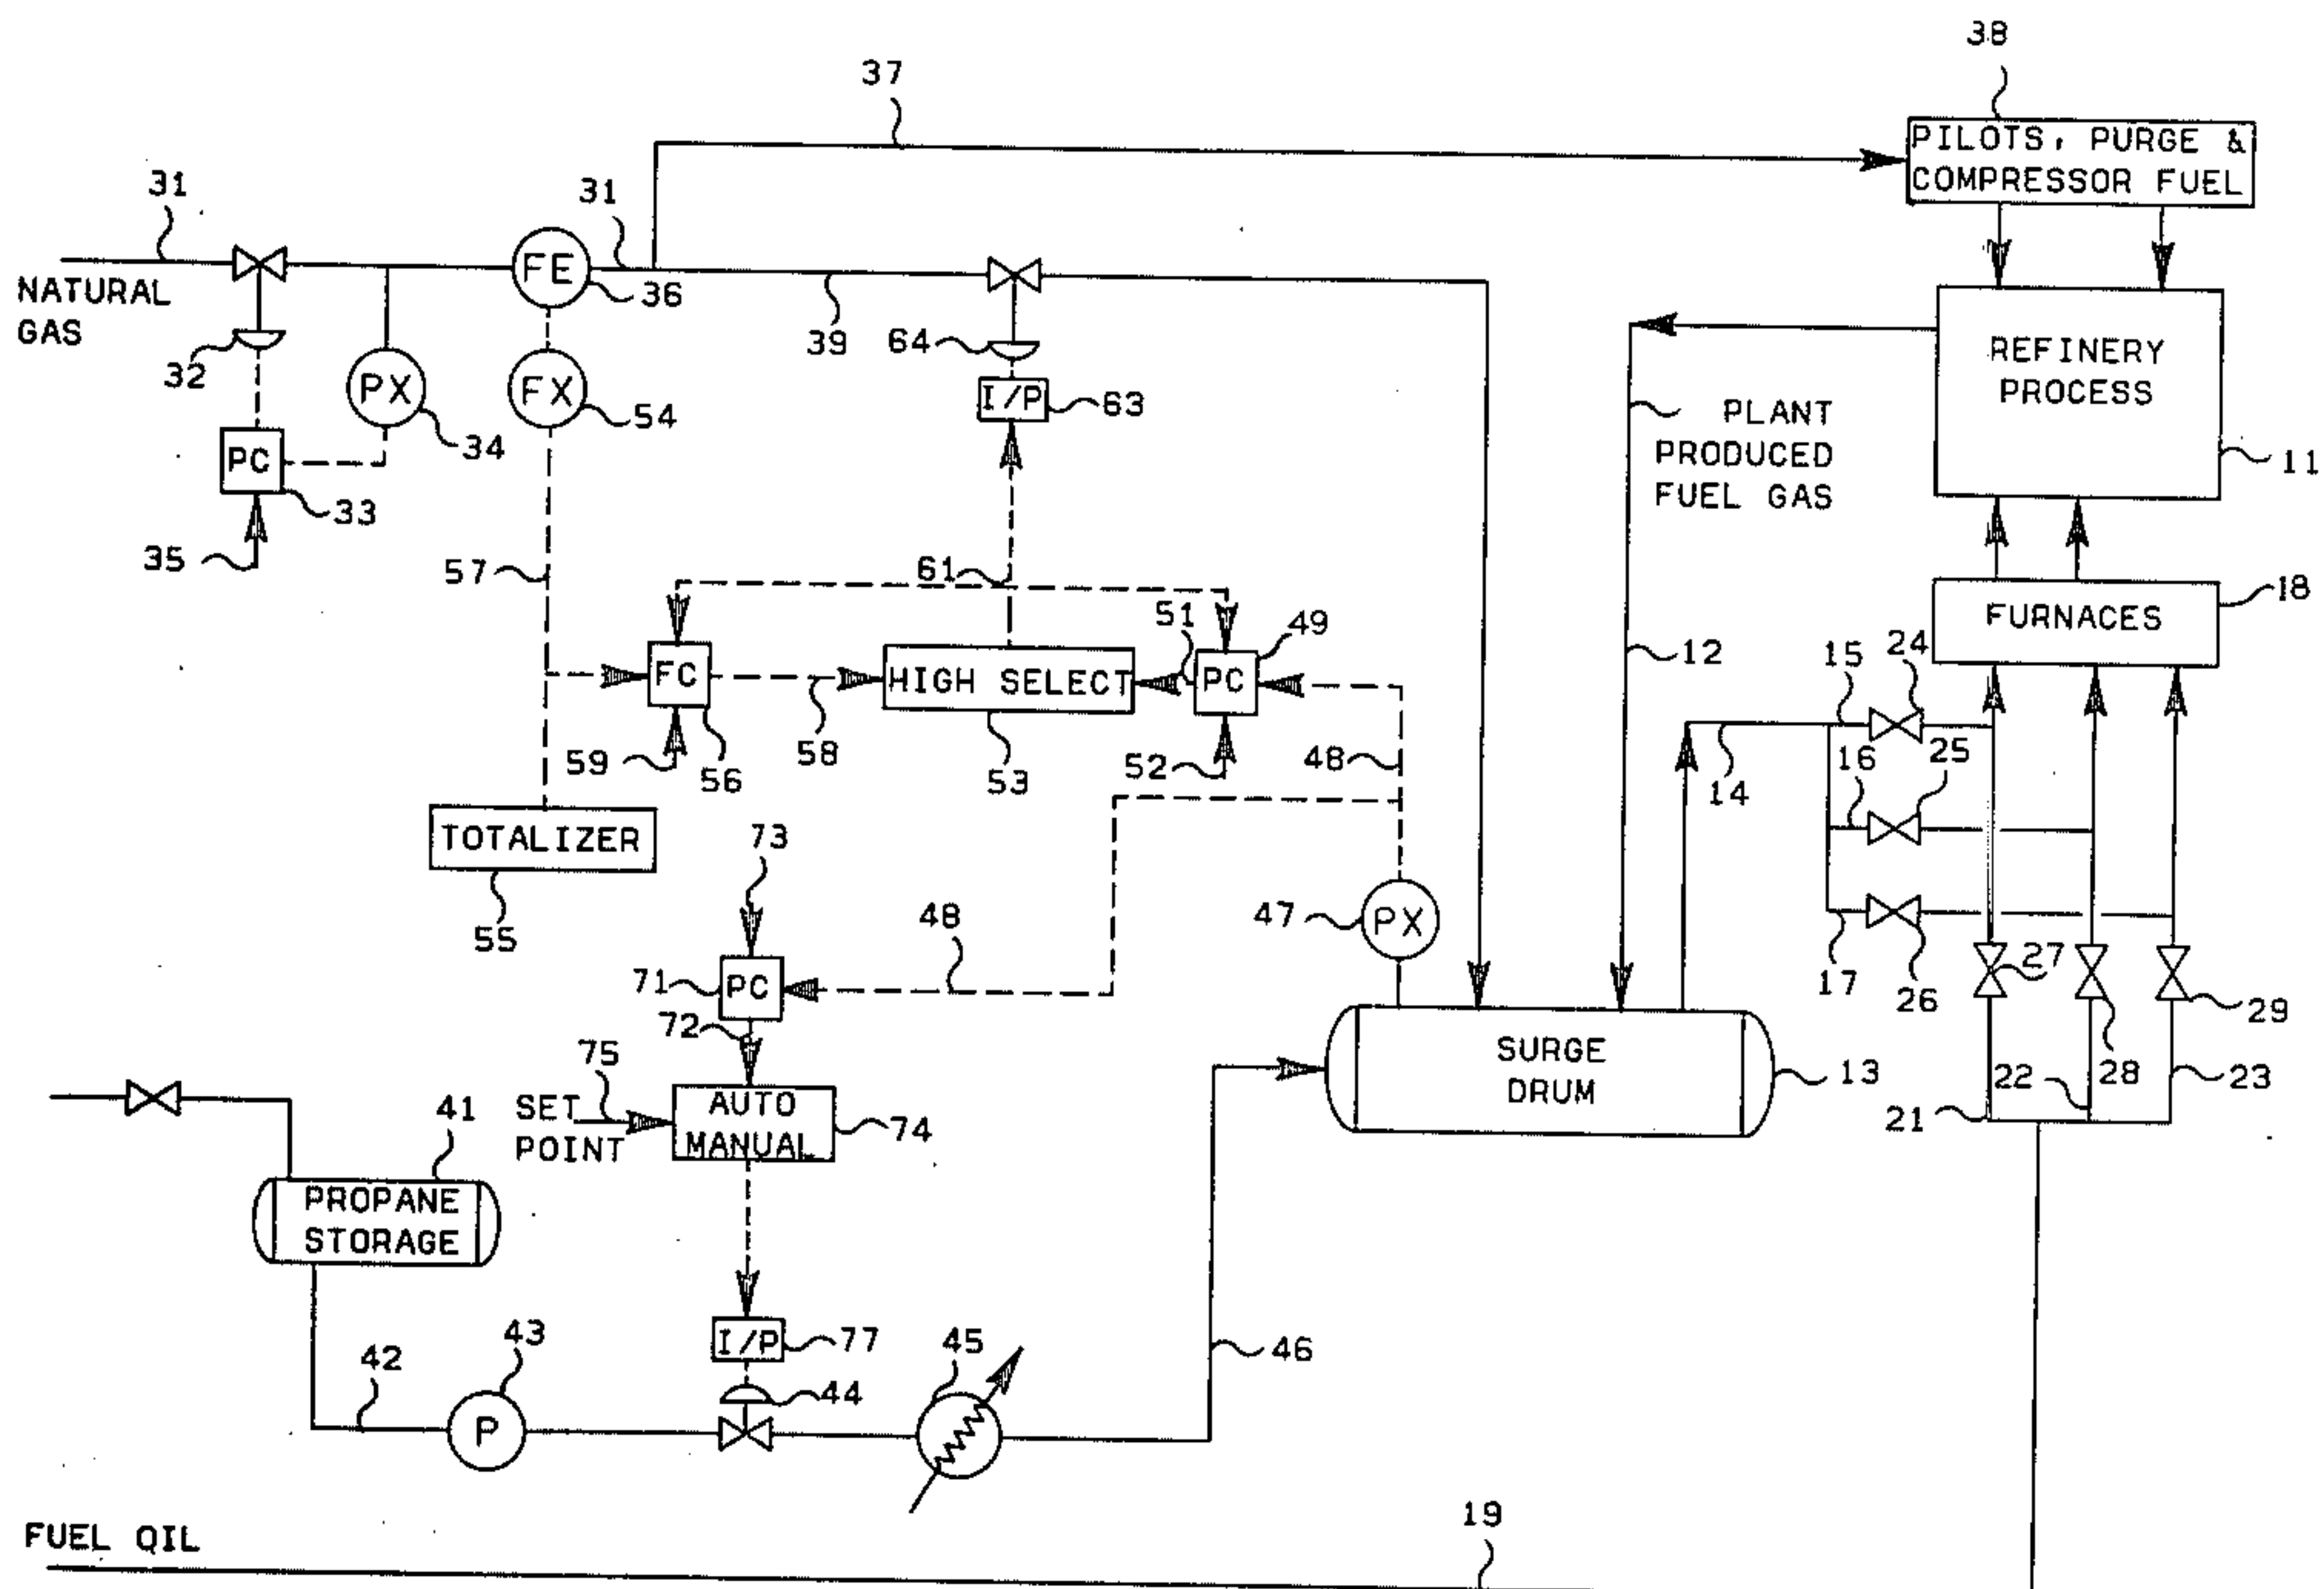 38
37
PILOTS, PURGE &
COMPRESSOR FUEL
31
31
NATURAL
GAS
FE
36
39
32
PX
34
FX
54
64
I/P
63
REFINERY
PROCESS
11
PLANT
PRODUCED
FUEL GAS
PC
33
35
57
61
51
49
FC
HIGH SELECT
PC
59
56
58
53
52
48
12
14
15
24
16
25
FURNACES
18
TOTALIZER
55
73
48
47
PX
17
26
27
28
29
71
PC
72
75
SET
POINT
AUTO
MANUAL
74
SURGE
DRUM
13
21
22
23
41
PROPANE
STORAGE
42
43
P
I/P
77
44
45
46
FUEL OIL
19